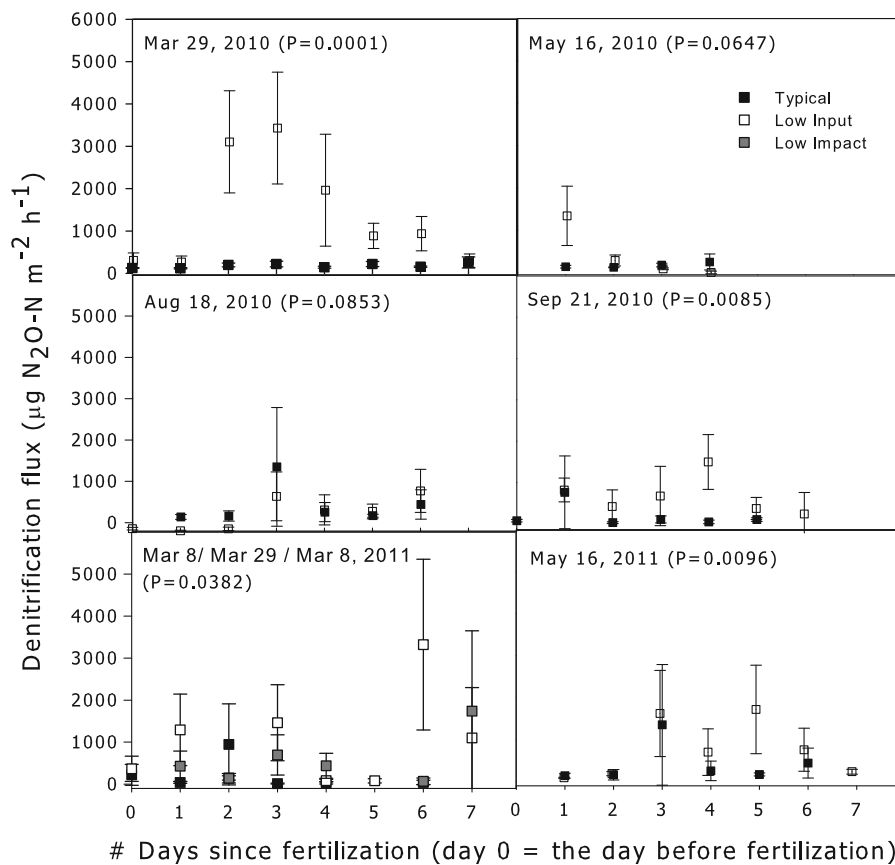 Denitrification flux (µg N₂O-N m⁻² h⁻¹)
6000
5000
4000
3000
2000
1000
0
Mar 29, 2010 (P=0.0001)
May 16, 2010 (P=0.0647)
Typical
Low Input
Low Impact
5000
4000
3000
2000
1000
0
Aug 18, 2010 (P=0.0853)
Sep 21, 2010 (P=0.0085)
5000
4000
3000
2000
1000
0
Mar 8/ Mar 29 / Mar 8, 2011
(P=0.0382)
May 16, 2011 (P=0.0096)
0 1 2 3 4 5 6 7 0 1 2 3 4 5 6 7
# Days since fertilization (day 0 = the day before fertilization)